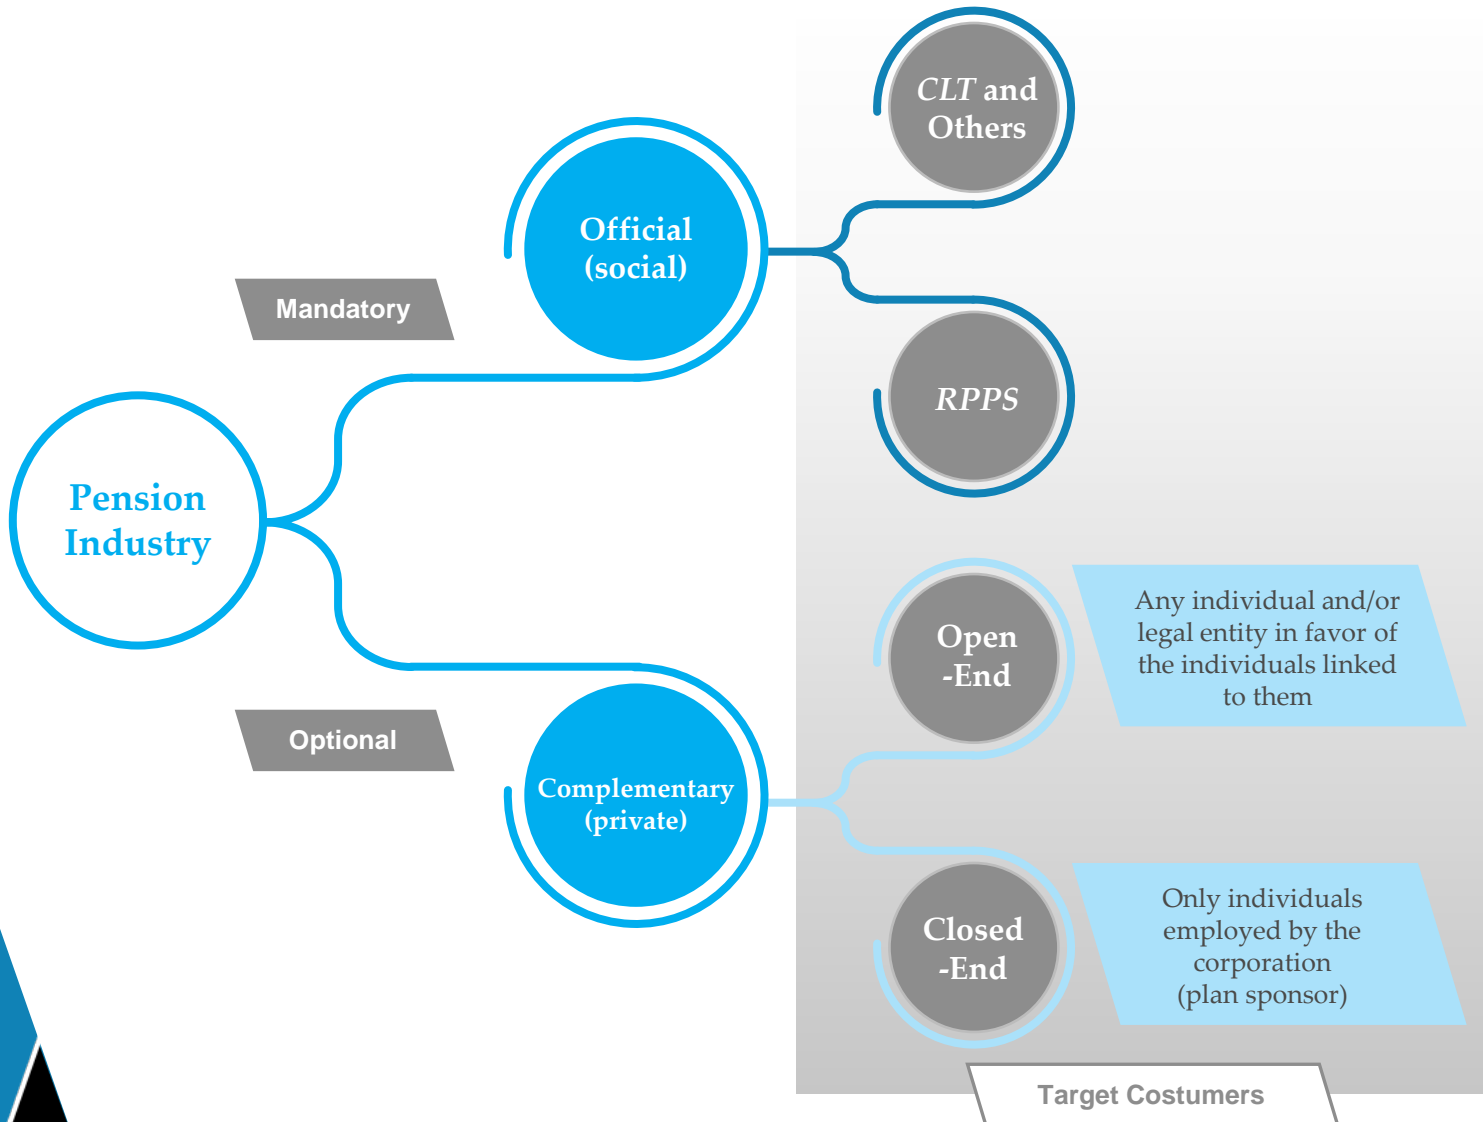 Pension
Industry
Mandatory
Official
(social)
CLT and
Others
RPPS
Optional
Complementary
(private)
Open
-End
Any individual and/or
legal entity in favor of
the individuals linked
to them
Closed
-End
Only individuals
employed by the
corporation
(plan sponsor)
Target Costumers